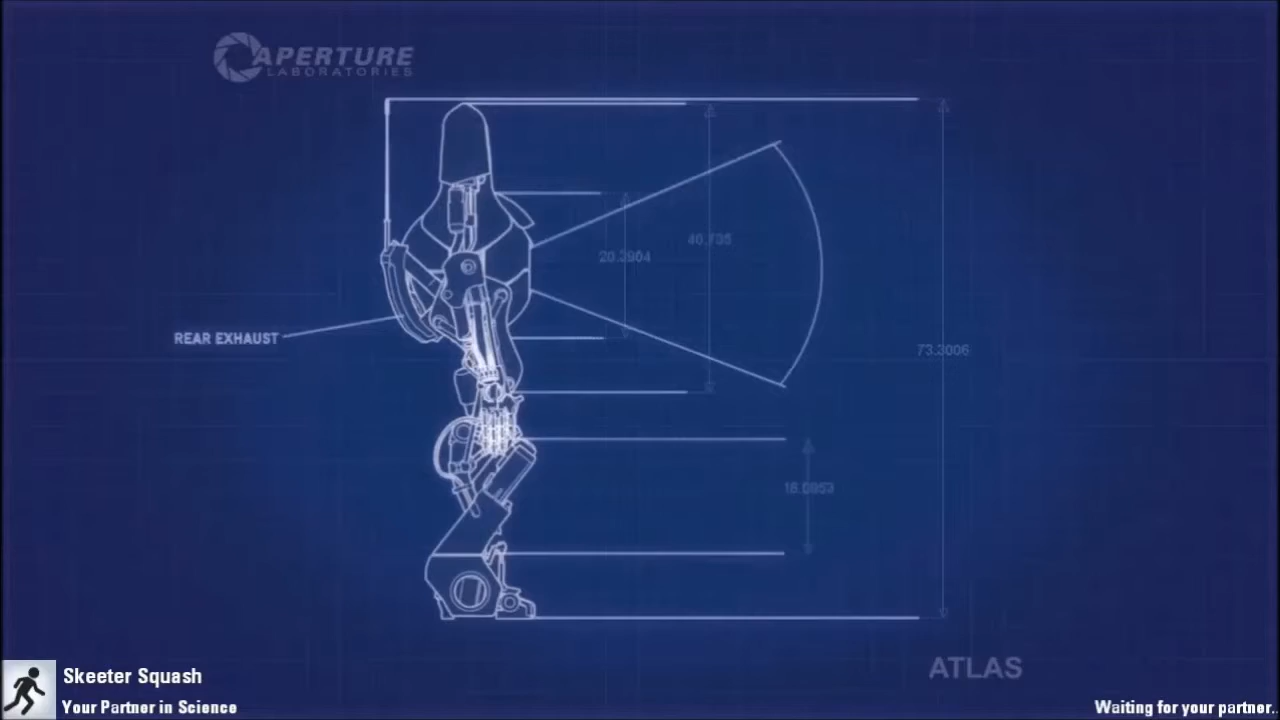 APERTURE
LABORATORIES
20.2904
40.735
REAR EXHAUST
73.3006
16.0953
ATLAS
Skeeter Squash
Your Partner in Science
Waiting for your partner..